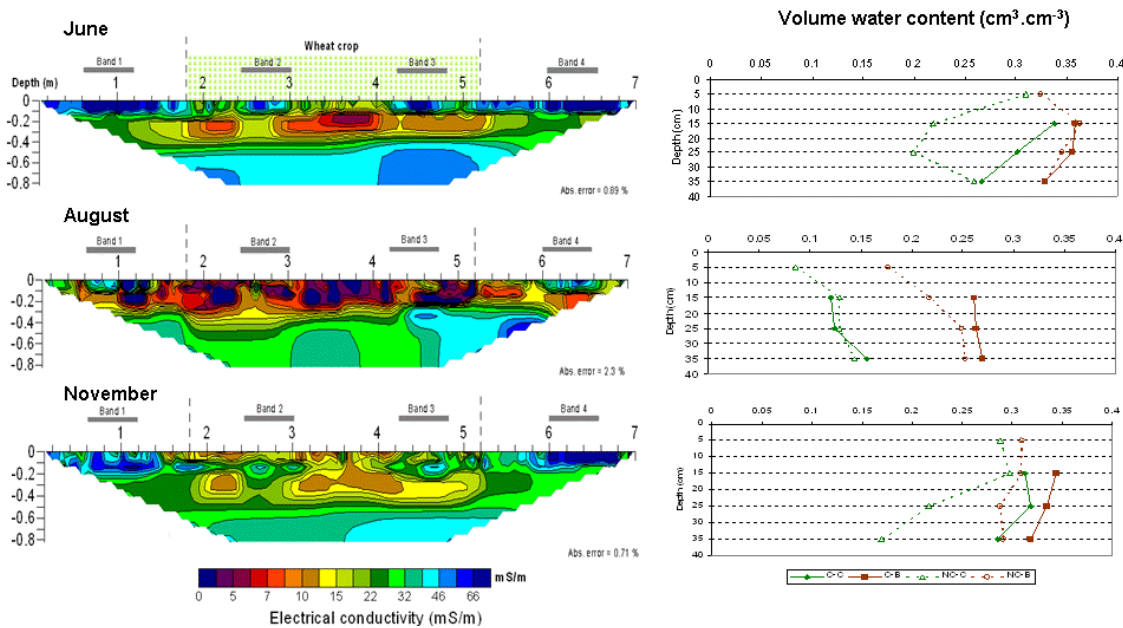 Volume water content (cm³.cm⁻³)
June
Wheat crop
Band 1
Band 2
Band 3
Band 4
Depth (m)
1 2 3 4 5 6 7
0
-0.2
-0.4
-0.6
-0.8
Abs. error = 0.89 %
0 0.05 0.1 0.15 0.2 0.25 0.3 0.35 0.4
Depth (cm)
0
5
10
15
20
25
30
35
40
August
Band 1
Band 2
Band 3
Band 4
1 2 3 4 5 6 7
0
-0.2
-0.4
-0.6
-0.8
Abs. error = 2.3 %
0 0.05 0.1 0.15 0.2 0.25 0.3 0.35 0.4
Depth (cm)
0
5
10
15
20
25
30
35
40
November
Band 1
Band 2
Band 3
Band 4
1 2 3 4 5 6 7
0
-0.2
-0.4
-0.6
-0.8
Abs. error = 0.71 %
0 0.05 0.1 0.15 0.2 0.25 0.3 0.35 0.4
Depth (cm)
0
5
10
15
20
25
30
35
40
C-C C-B NC-C NC-B
mS/m
0 5 7 10 15 22 32 46 66
Electrical conductivity (mS/m)